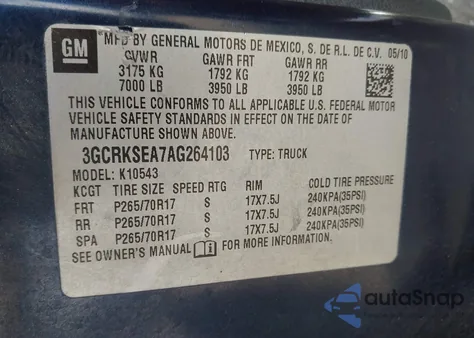 GM
MFD BY GENERAL MOTORS DE MEXICO, S. DE R.L. DE C.V. 05/10
GVWR GAWR FRT GAWR RR
3175 KG 1792 KG 1792 KG
7000 LB 3950 LB 3950 LB
THIS VEHICLE CONFORMS TO ALL APPLICABLE U.S. FEDERAL MOTOR
VEHICLE SAFETY STANDARDS IN EFFECT ON THE DATE OF
MANUFACTURE SHOWN ABOVE.
3GCRKSEA7AG264103 TYPE: TRUCK
MODEL: K10543
KCGT TIRE SIZE SPEED RTG RIM COLD TIRE PRESSURE
FRT P265/70R17 S 17X7.5J 240KPA(35PSI)
RR P265/70R17 S 17X7.5J 240KPA(35PSI)
SPA P265/70R17 S 17X7.5J 240KPA(35PSI)
SEE OWNER'S MANUAL FOR MORE INFORMATION.
autoSnap